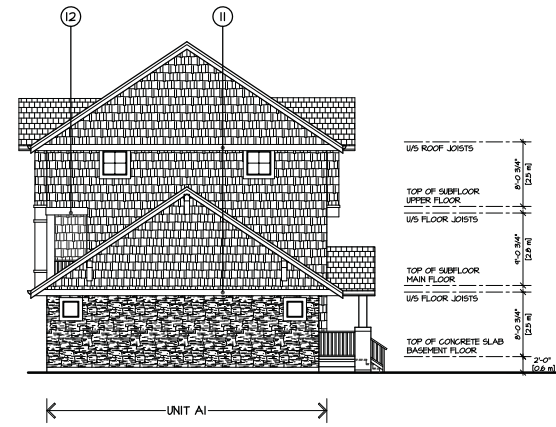 12
11
U/S ROOF JOISTS
8'-0 3/4"
[2.5 m]
TOP OF SUBFLOOR
UPPER FLOOR
U/S FLOOR JOISTS
9'-0 3/4"
[2.8 m]
TOP OF SUBFLOOR
MAIN FLOOR
U/S FLOOR JOISTS
8'-0 3/4"
[2.5 m]
TOP OF CONCRETE SLAB
BASEMENT FLOOR
2'-0"
[0.6 m]
UNIT A1